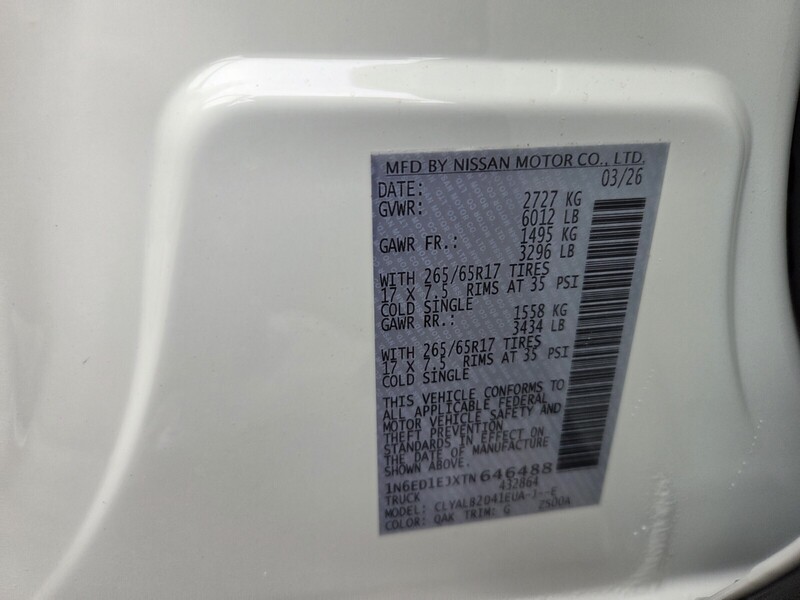 MFD BY NISSAN MOTOR CO., LTD.
DATE: 03/26
GVWR: 2727 KG
6012 LB
GAWR FR.: 1495 KG
3296 LB
WITH 265/65R17 TIRES
17 X 7.5 RIMS AT 35 PSI
COLD SINGLE
GAWR RR.: 1558 KG
3434 LB
WITH 265/65R17 TIRES
17 X 7.5 RIMS AT 35 PSI
COLD SINGLE
THIS VEHICLE CONFORMS TO
ALL APPLICABLE FEDERAL
MOTOR VEHICLE SAFETY AND
THEFT PREVENTION
STANDARDS IN EFFECT ON
THE DATE OF MANUFACTURE
SHOWN ABOVE.
1N6ED1EJXTN646488
TRUCK 432864
MODEL: CLYALB2041EUA-J--E
COLOR: QAK TRIM: G 2S00A